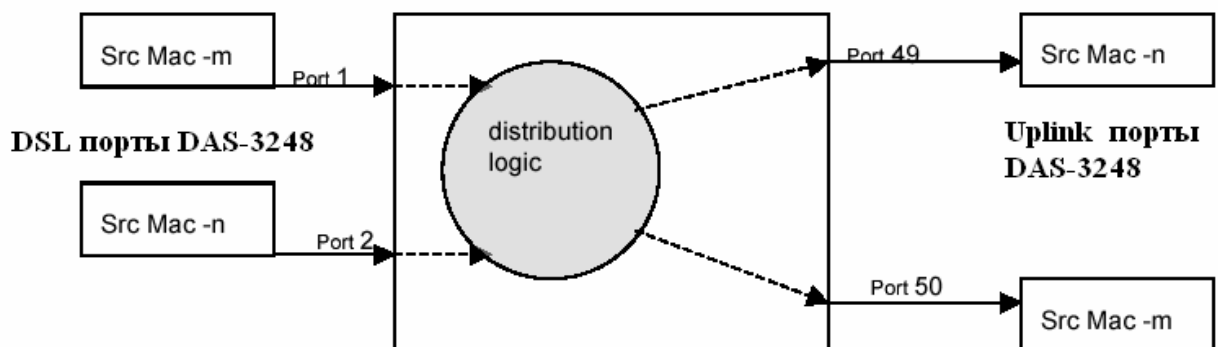 Src Mac -m
Port 1
DSL порты DAS-3248
Src Mac -n
Port 2
distribution
logic
Port 49
Src Mac -n
Uplink порты
DAS-3248
Port 50
Src Mac -m